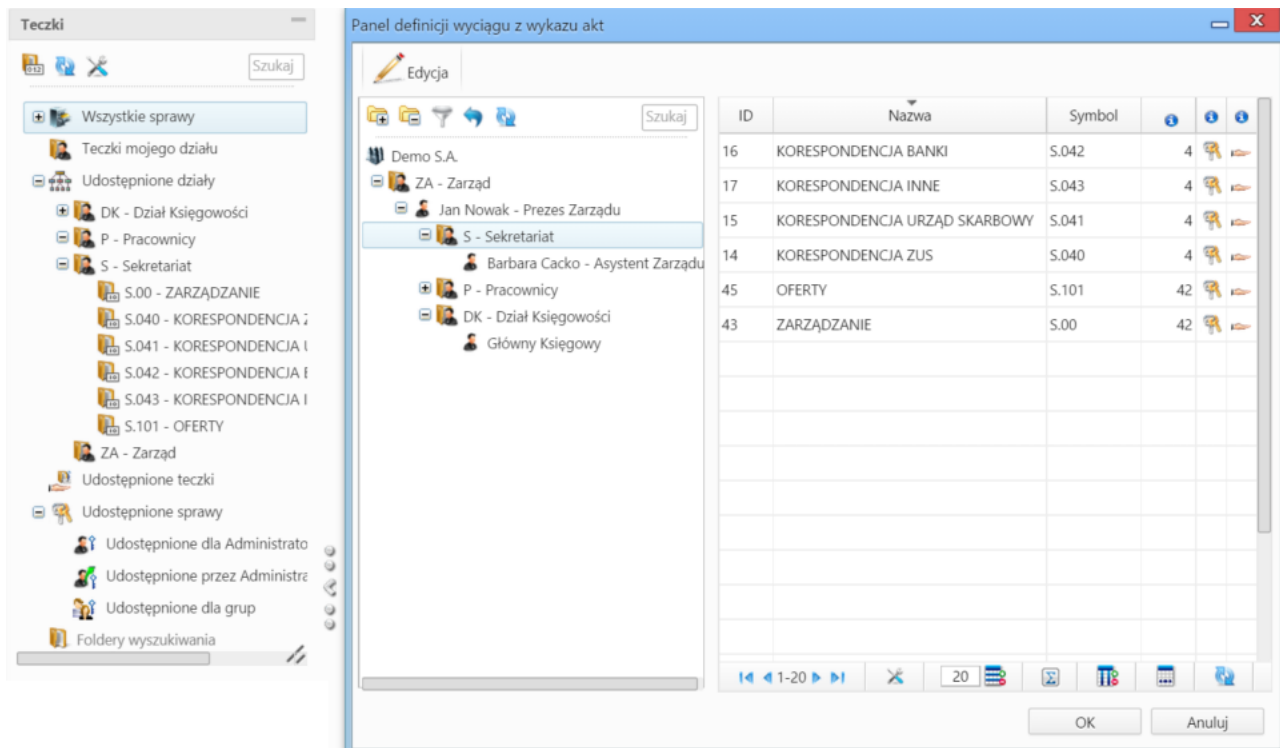 Teczki
Szukaj
Wszystkie sprawy
Teczki mojego działu
Udostępnione działy
DK - Dział Księgowości
P - Pracownicy
S - Sekretariat
S.00 - ZARZĄDZANIE
S.040 - KORESPONDENCJA
S.041 - KORESPONDENCJA
S.042 - KORESPONDENCJA
S.043 - KORESPONDENCJA
S.101 - OFERTY
ZA - Zarząd
Udostępnione teczki
Udostępnione sprawy
Udostępnione dla Administrato
Udostępnione przez Administra
Udostępnione dla grup
Foldery wyszukiwania
Panel definicji wyciągu z wykazu akt
Edycja
Szukaj
Demo S.A.
ZA - Zarząd
Jan Nowak - Prezes Zarządu
S - Sekretariat
Barbara Cacko - Asystent Zarządu
P - Pracownicy
DK - Dział Księgowości
Główny Księgowy
ID Nazwa Symbol
16 KORESPONDENCJA BANKI S.042 4
17 KORESPONDENCJA INNE S.043 4
15 KORESPONDENCJA URZĄD SKARBOWY S.041 4
14 KORESPONDENCJA ZUS S.040 4
45 OFERTY S.101 42
43 ZARZĄDZANIE S.00 42
1-20 20
OK Anuluj